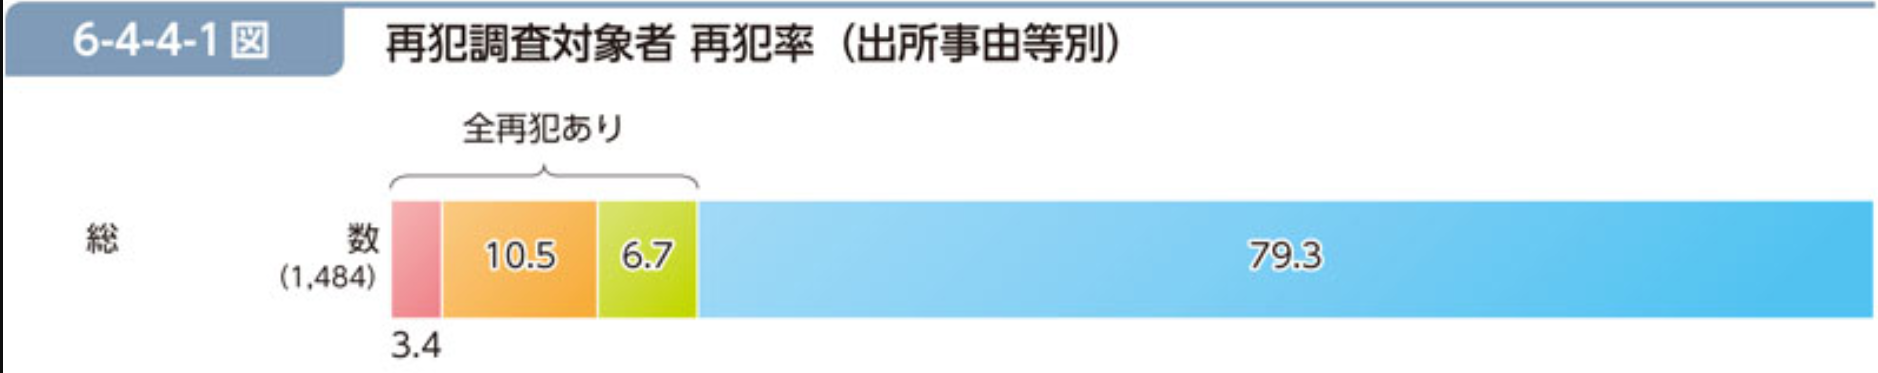 6-4-4-1図 再犯調査対象者 再犯率（出所事由等別）
全再犯あり
総 数
(1,484)
10.5 6.7 79.3
3.4